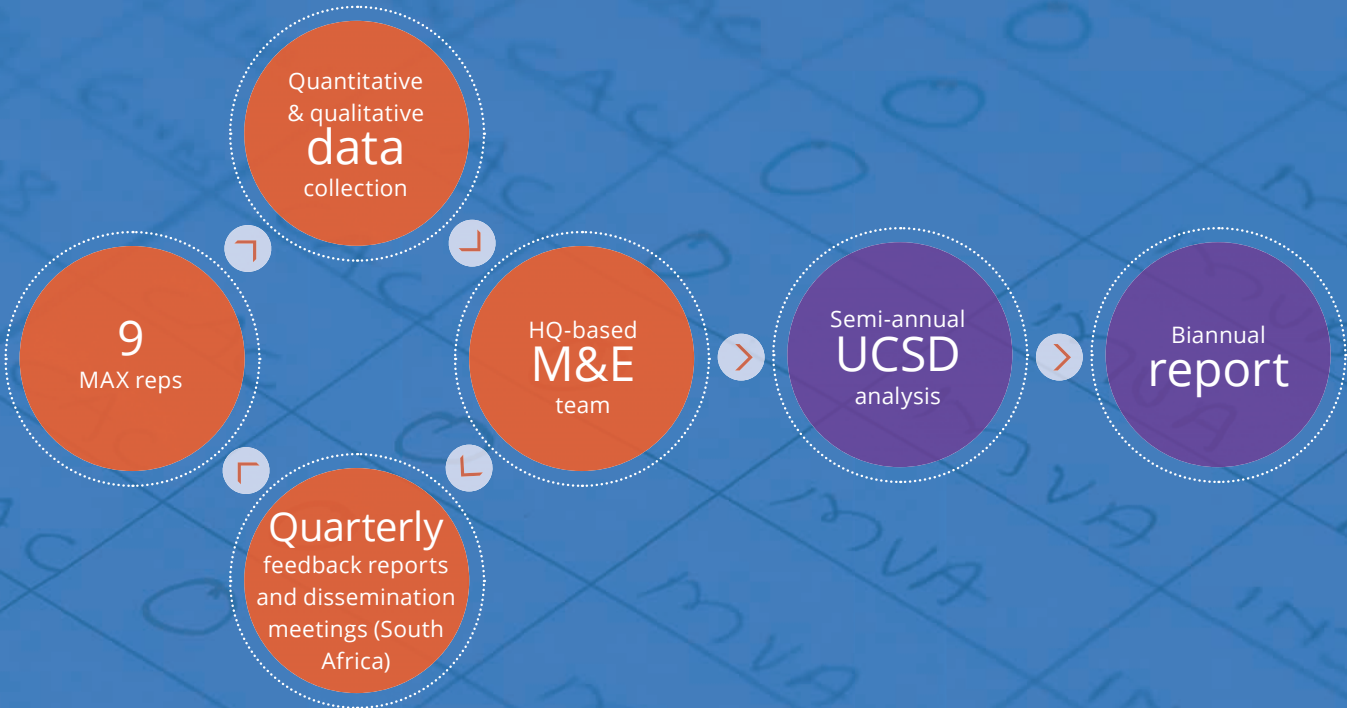 Quantitative
& qualitative
data
collection
9
MAX reps
HQ-based
M&E
team
Semi-annual
UCSD
analysis
Biannual
report
Quarterly
feedback reports
and dissemination
meetings (South
Africa)